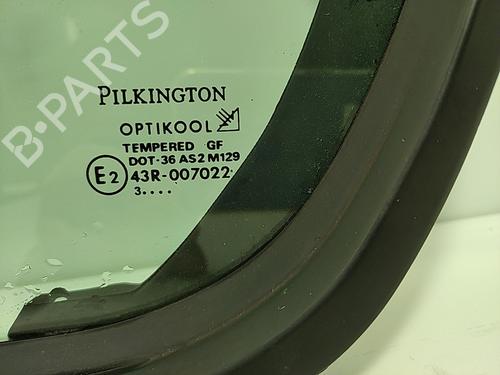 B-PARTS
PILKINGTON
OPTIKOOL
TEMPERED GF
DOT-36 AS2 M129
E2 43R-007022
3....